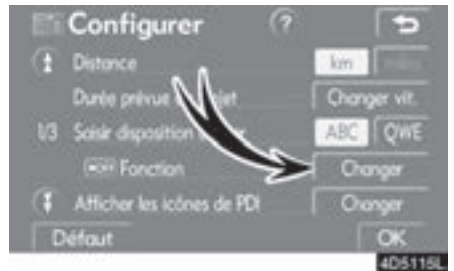 Configurer ?
Distance km
Durée prévue Changer vit.
1/3 Saisir disposition ABC QWE
Fonction Changer
Afficher les icônes de PDI Changer
Défaut OK
4D5115L